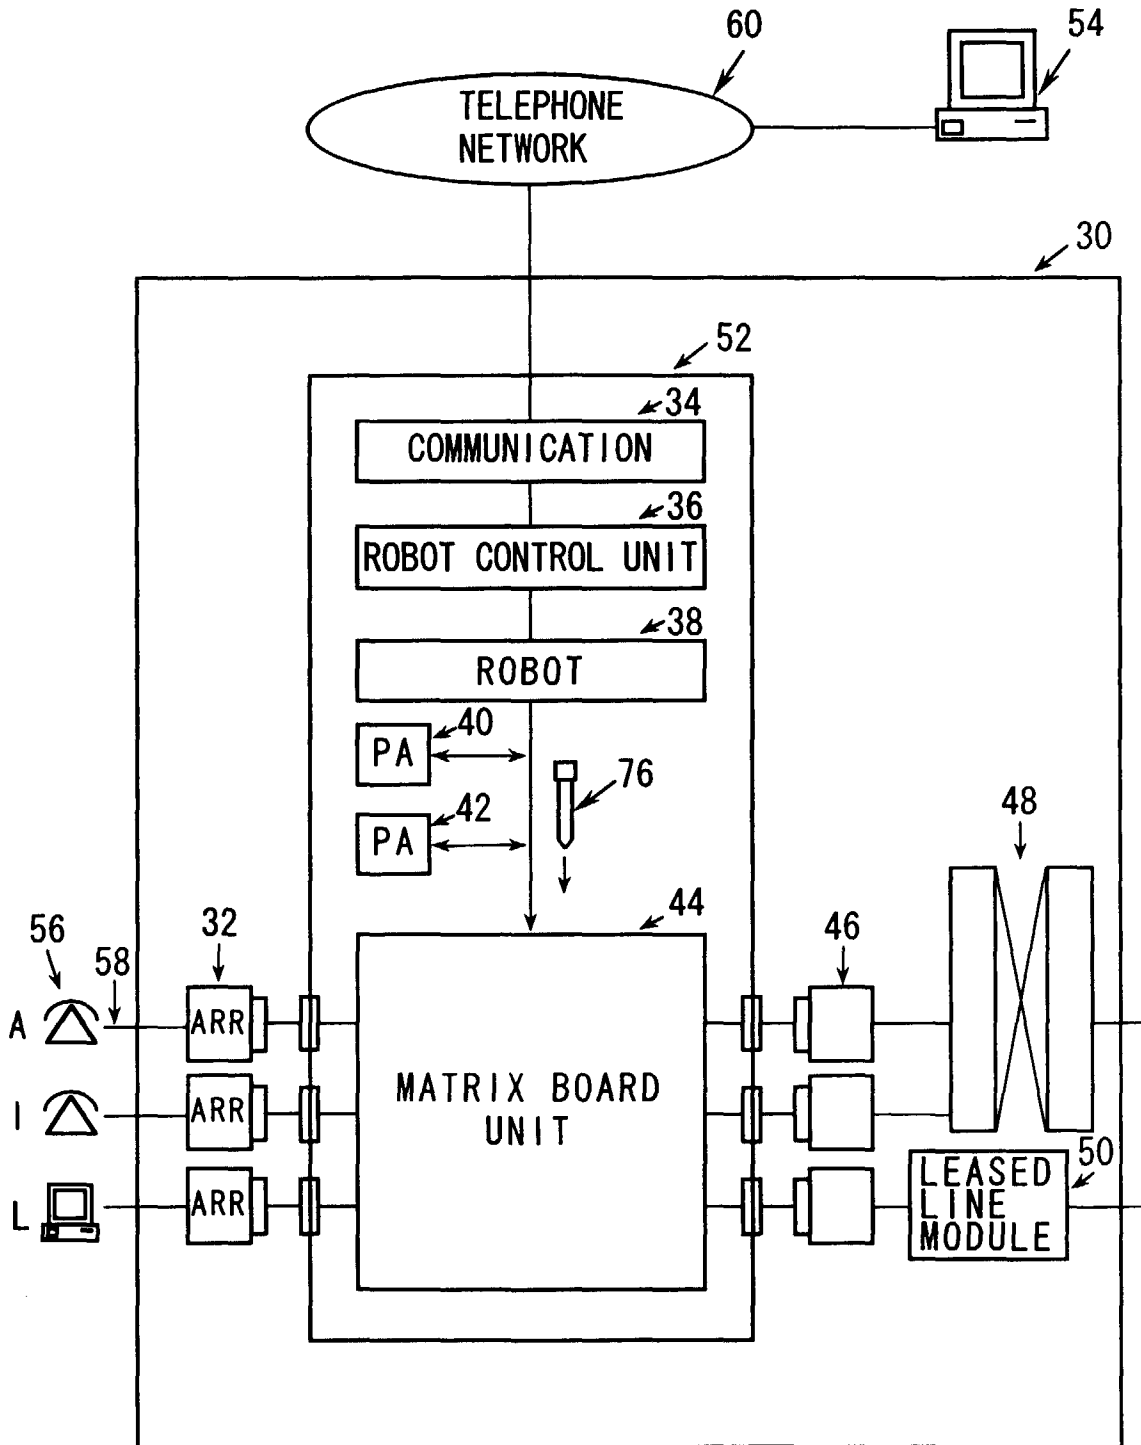 60
54
TELEPHONE
NETWORK
30
52
34
COMMUNICATION
36
ROBOT CONTROL UNIT
38
ROBOT
40
PA
76
42
PA
48
44
56
58
32
46
A
ARR
I
ARR
MATRIX BOARD
UNIT
50
L
ARR
LEASED
LINE
MODULE